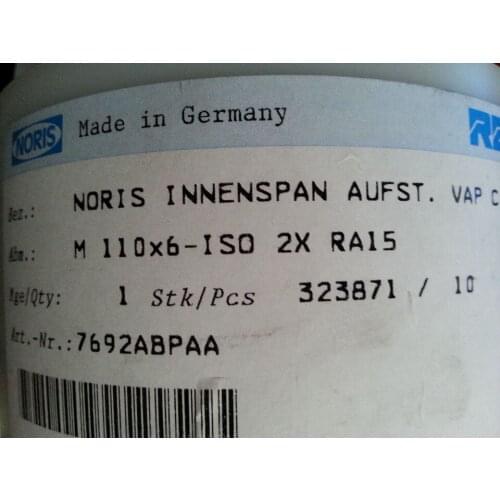 NORIS Made in Germany
Bez.: NORIS INNENSPAN AUFST. VAP C
Abm.: M 110x6-ISO 2X RA15
Mge/Qty: 1 Stk/Pcs 323871 / 10
Art.-Nr.:7692ABPAA